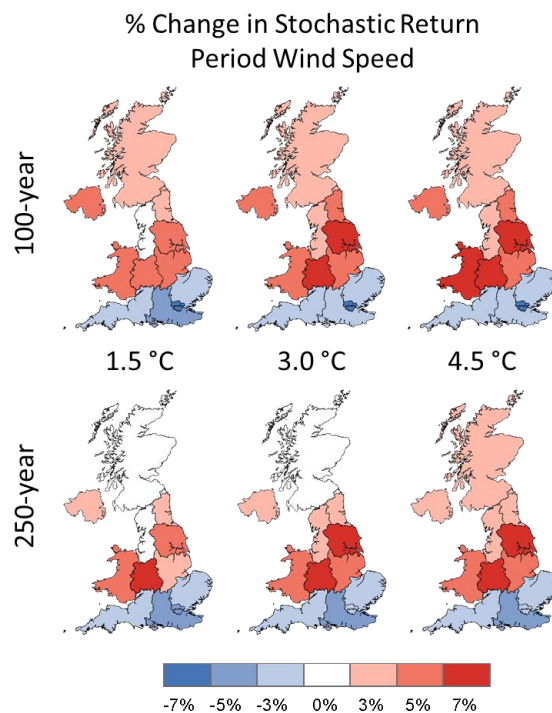 % Change in Stochastic Return
Period Wind Speed
100-year
1.5 °C
3.0 °C
4.5 °C
250-year
-7%
-5%
-3%
0%
3%
5%
7%